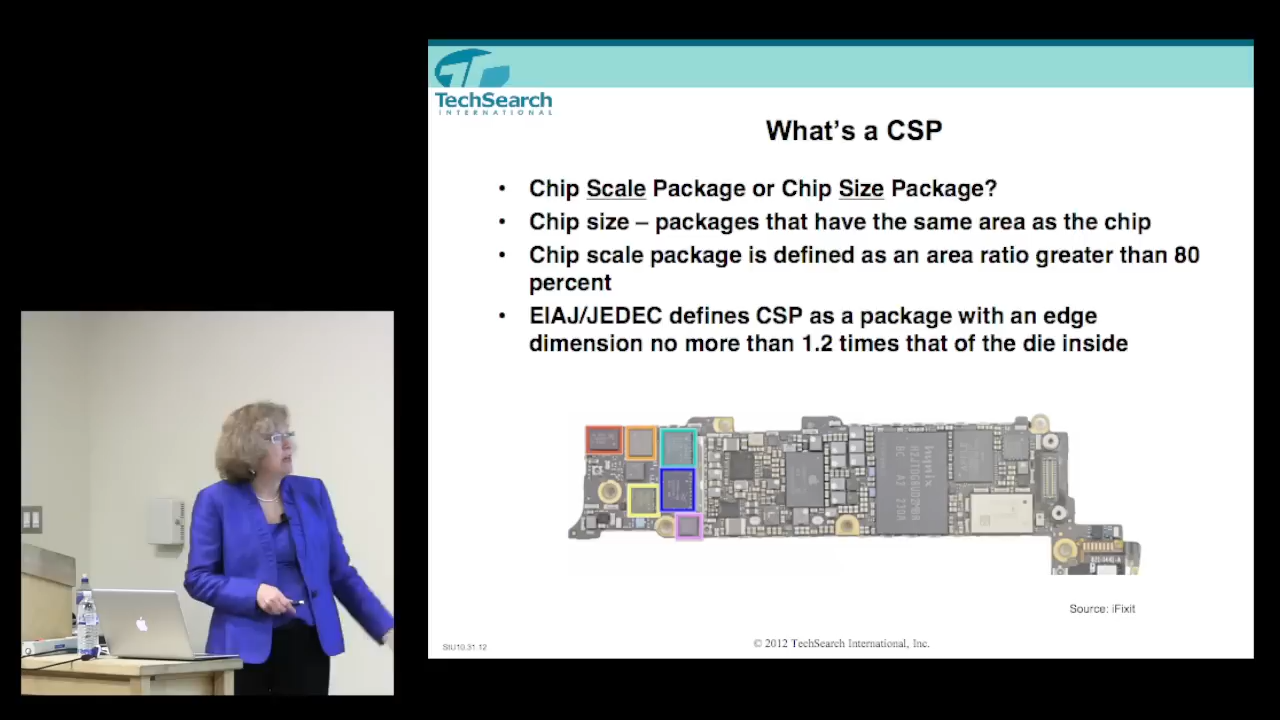 TechSearch
INTERNATIONAL
What's a CSP
• Chip Scale Package or Chip Size Package?
• Chip size – packages that have the same area as the chip
• Chip scale package is defined as an area ratio greater than 80
percent
• EIAJ/JEDEC defines CSP as a package with an edge
dimension no more than 1.2 times that of the die inside
Source: iFixit
© 2012 TechSearch International, Inc.